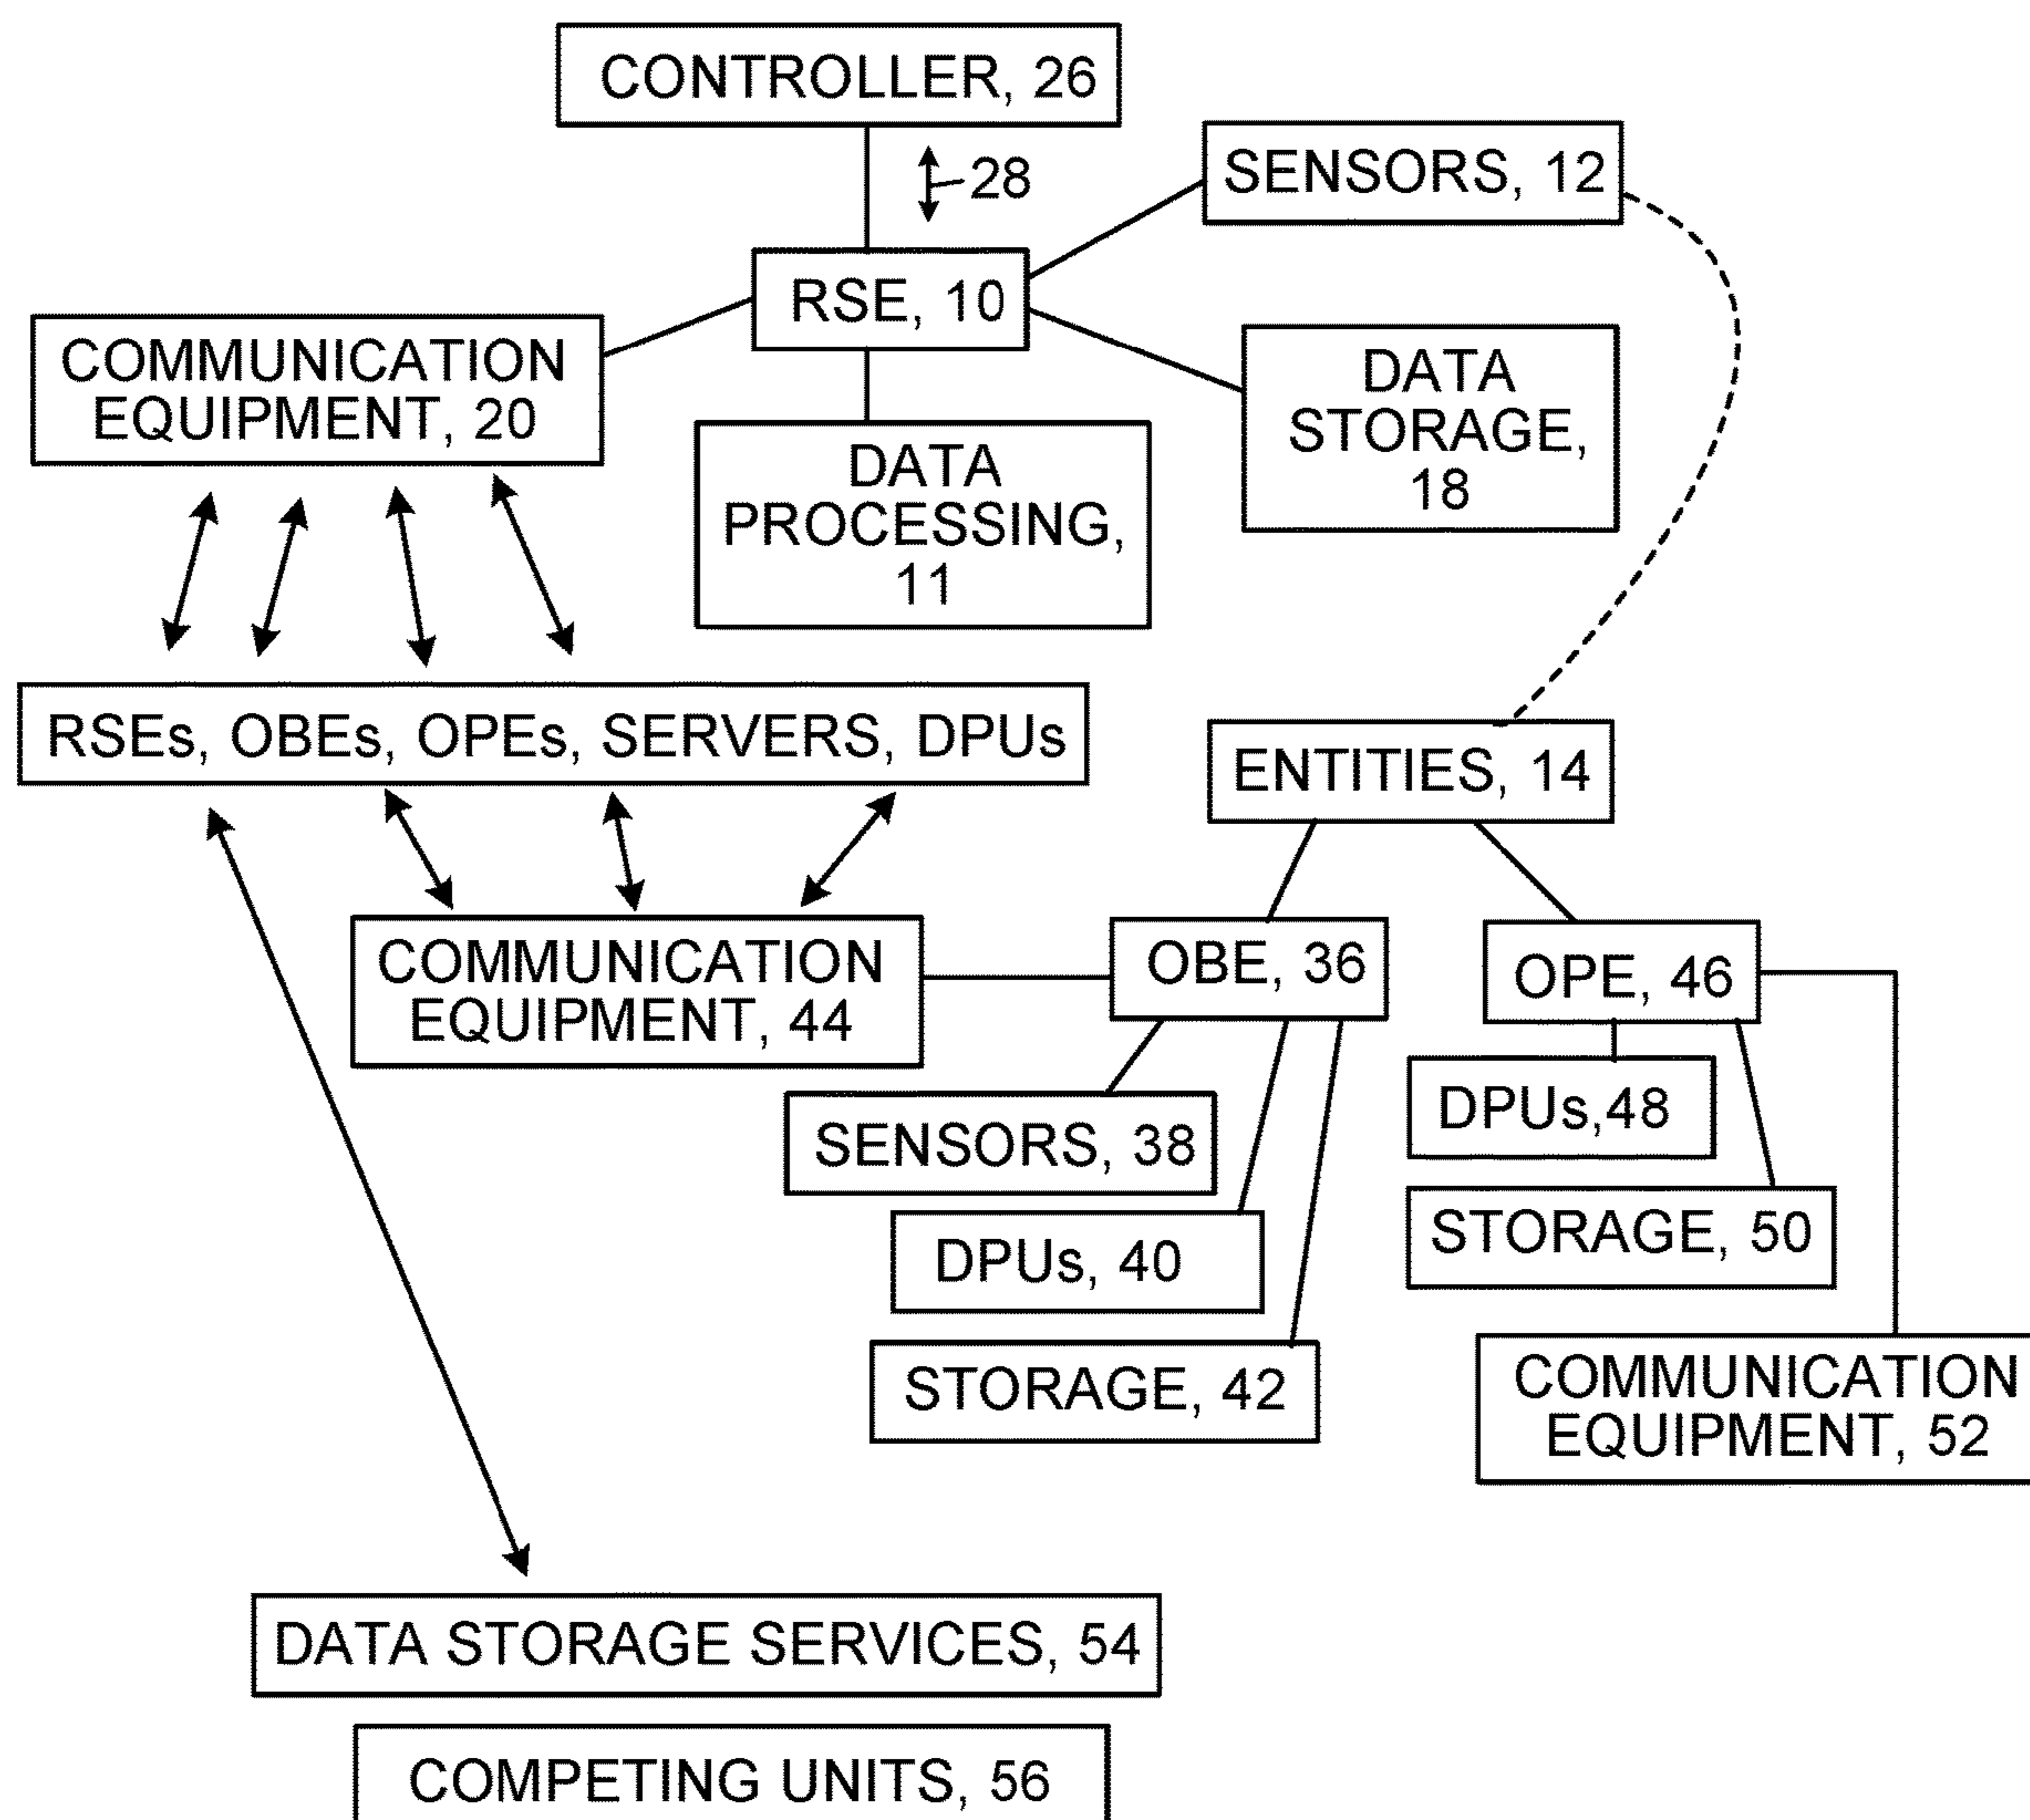 CONTROLLER, 26
28
SENSORS, 12
RSE, 10
COMMUNICATION
EQUIPMENT, 20
DATA
STORAGE,
18
DATA
PROCESSING,
11
RSEs, OBEs, OPEs, SERVERS, DPUs
ENTITIES, 14
COMMUNICATION
EQUIPMENT, 44
OBE, 36
OPE, 46
SENSORS, 38
DPUs,48
DPUs, 40
STORAGE, 50
STORAGE, 42
COMMUNICATION
EQUIPMENT, 52
DATA STORAGE SERVICES, 54
COMPETING UNITS, 56